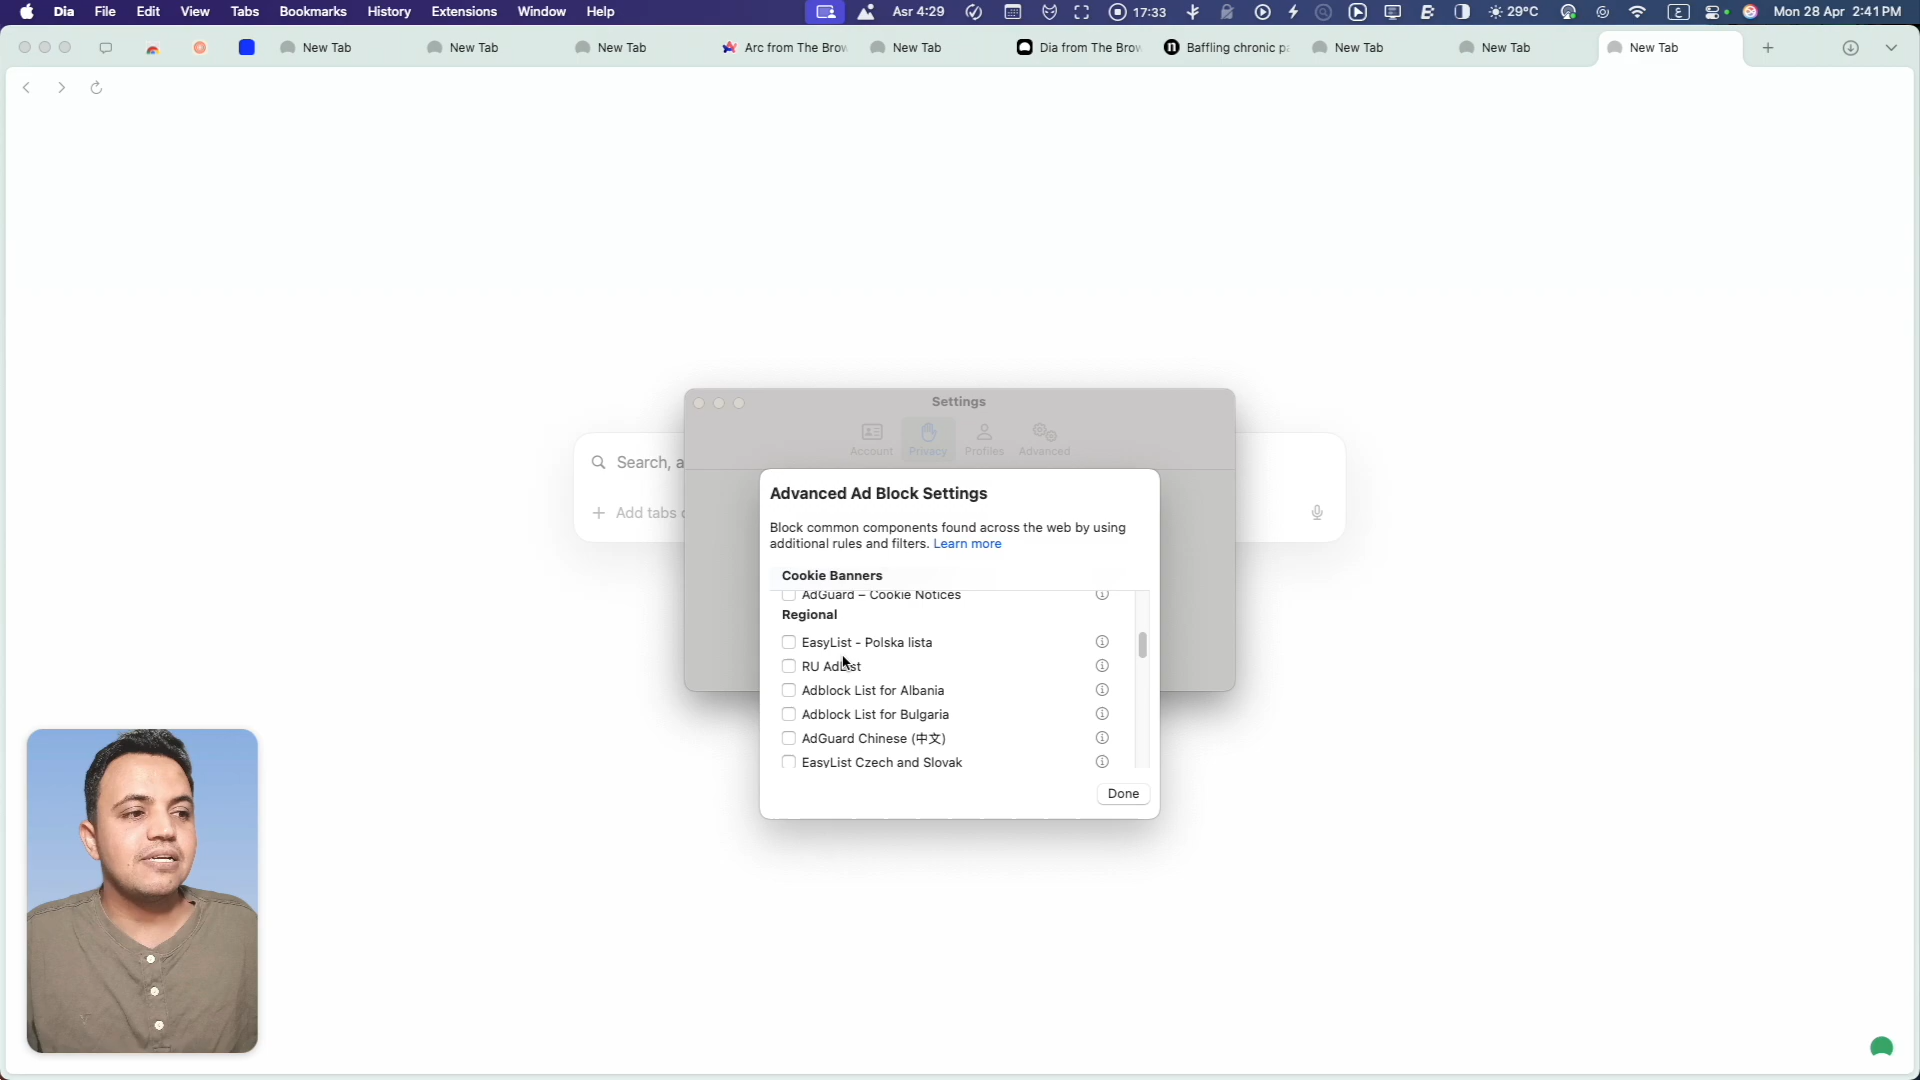 Dia File Edit View Tabs Bookmarks History Extensions Window Help Asr 4:29 17:33 29°C ع Mon 28 Apr 2:41 PM
New Tab New Tab New Tab Arc from The Brow New Tab Dia from The Brow Baffling chronic pa New Tab New Tab New Tab
Settings
Account Privacy Profiles Advanced
Search, a
Add tabs
Advanced Ad Block Settings
Block common components found across the web by using
additional rules and filters. Learn more
Cookie Banners
AdGuard – Cookie Notices
Regional
EasyList - Polska lista
RU AdList
Adblock List for Albania
Adblock List for Bulgaria
AdGuard Chinese (中文)
EasyList Czech and Slovak
Done